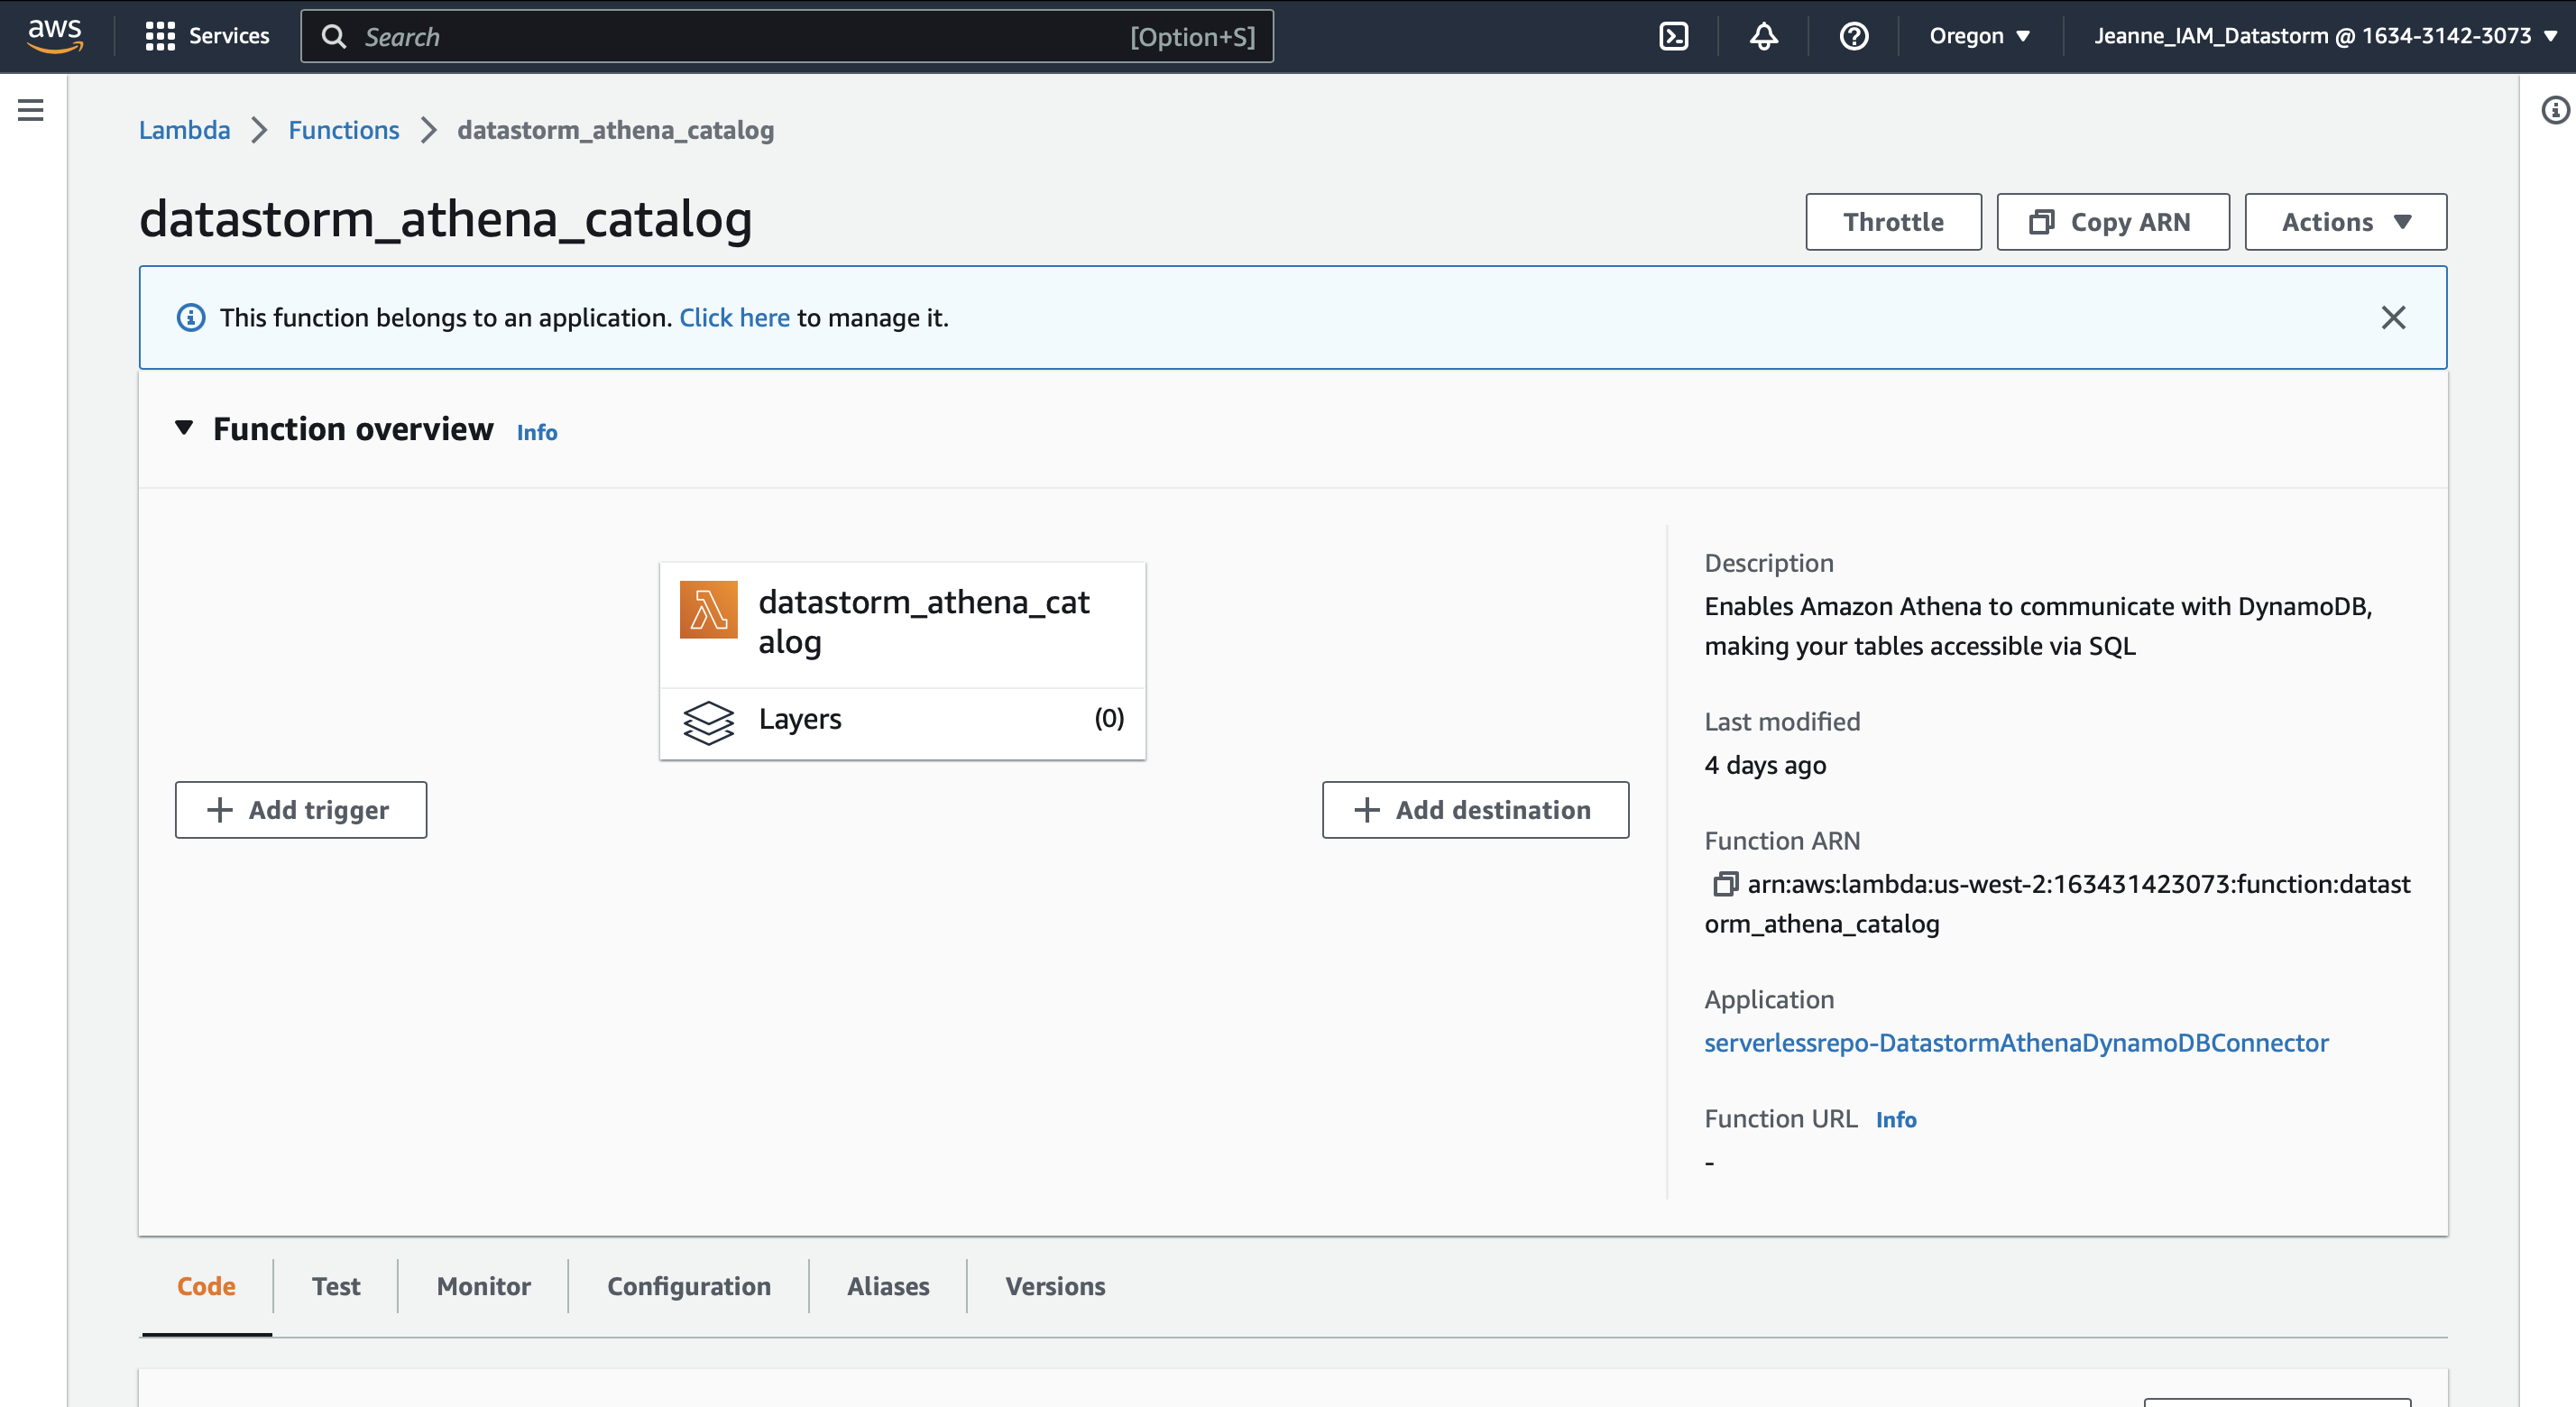 aws
Services
Search
[Option+S]
Oregon
Jeanne_IAM_Datastorm @ 1634-3142-3073
Lambda
Functions
datastorm_athena_catalog
datastorm_athena_catalog
Throttle
Copy ARN
Actions
This function belongs to an application. Click here to manage it.
Function overview Info
datastorm_athena_cat
alog
Layers
(0)
Add trigger
Add destination
Description
Enables Amazon Athena to communicate with DynamoDB,
making your tables accessible via SQL
Last modified
4 days ago
Function ARN
arn:aws:lambda:us-west-2:163431423073:function:datast
orm_athena_catalog
Application
serverlessrepo-DatastormAthenaDynamoDBConnector
Function URL Info
-
Code
Test
Monitor
Configuration
Aliases
Versions